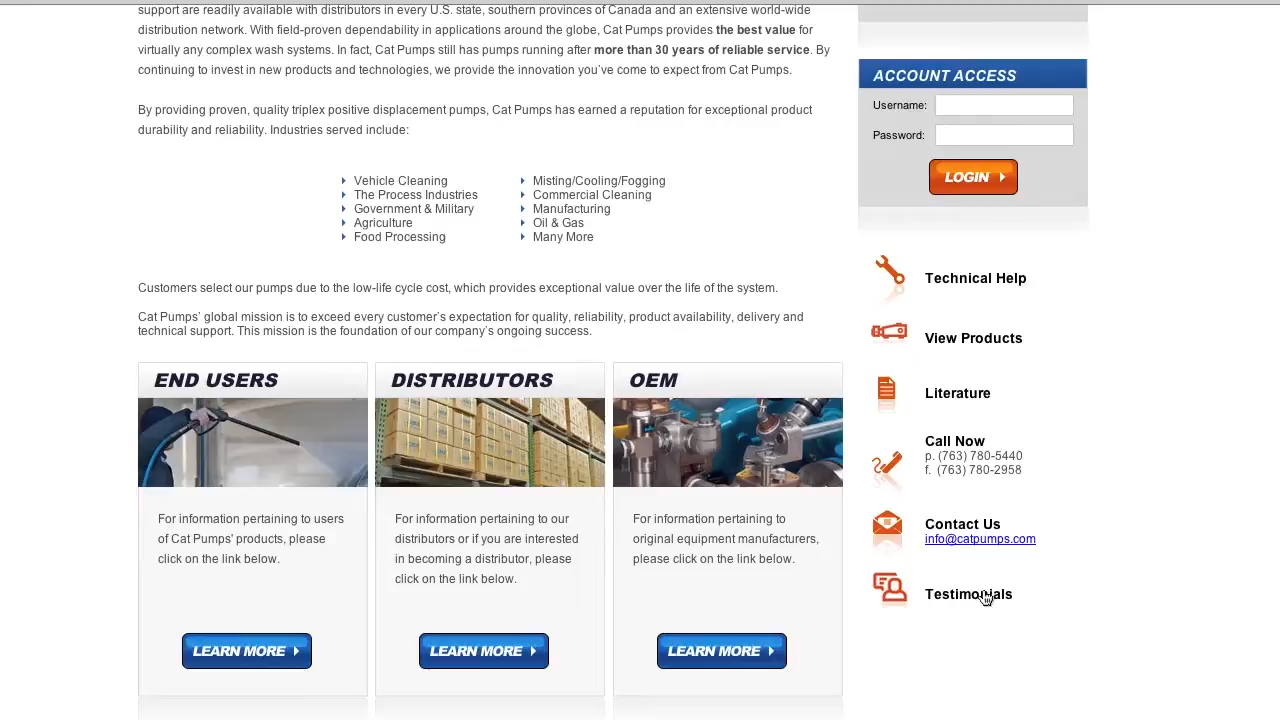 support are readily available with distributors in every U.S. state, southern provinces of Canada and an extensive world-wide
distribution network. With field-proven dependability in applications around the globe, Cat Pumps provides the best value for
virtually any complex wash systems. In fact, Cat Pumps still has pumps running after more than 30 years of reliable service. By
continuing to invest in new products and technologies, we provide the innovation you've come to expect from Cat Pumps.
By providing proven, quality triplex positive displacement pumps, Cat Pumps has earned a reputation for exceptional product
durability and reliability. Industries served include:
Vehicle Cleaning
The Process Industries
Government & Military
Agriculture
Food Processing
Misting/Cooling/Fogging
Commercial Cleaning
Manufacturing
Oil & Gas
Many More
Customers select our pumps due to the low-life cycle cost, which provides exceptional value over the life of the system.
Cat Pumps' global mission is to exceed every customer's expectation for quality, reliability, product availability, delivery and
technical support. This mission is the foundation of our company's ongoing success.
END USERS
For information pertaining to users
of Cat Pumps' products, please
click on the link below.
LEARN MORE
DISTRIBUTORS
For information pertaining to our
distributors or if you are interested
in becoming a distributor, please
click on the link below.
LEARN MORE
OEM
For information pertaining to
original equipment manufacturers,
please click on the link below.
LEARN MORE
ACCOUNT ACCESS
Username:
Password:
LOGIN
Technical Help
View Products
Literature
Call Now
p. (763) 780-5440
f. (763) 780-2958
Contact Us
info@catpumps.com
Testimonials